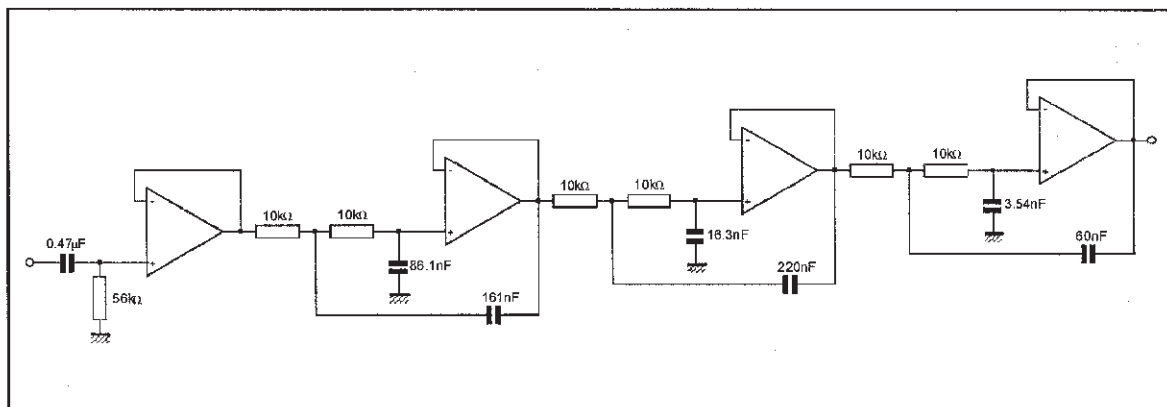 0.47µF
56kΩ
-
+
10kΩ
10kΩ
86.1nF
161nF
-
+
10kΩ
10kΩ
16.3nF
220nF
-
+
10kΩ
10kΩ
3.54nF
60nF
-
+